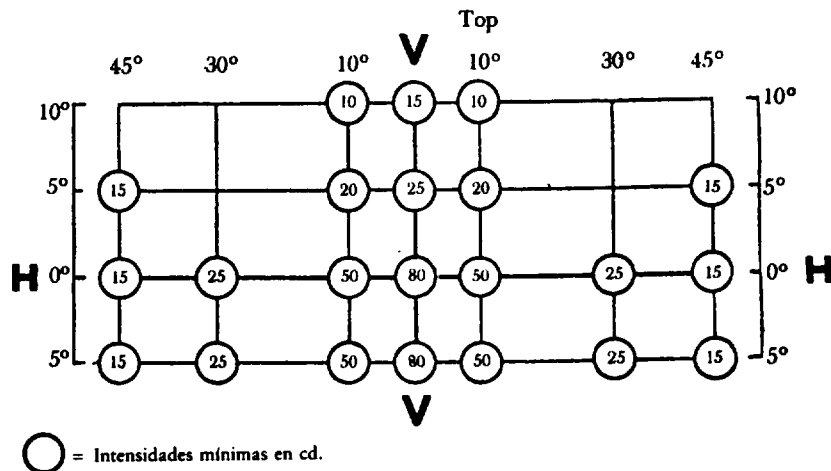 Top
V
45° 30° 10° 10° 30° 45°
10° 10 15 10 10°
5° 15 20 25 20 15 5°
H 0° 15 25 50 80 50 25 15 0° H
5° 15 25 50 80 50 25 15 5°
V
= Intensidades mínimas en cd.